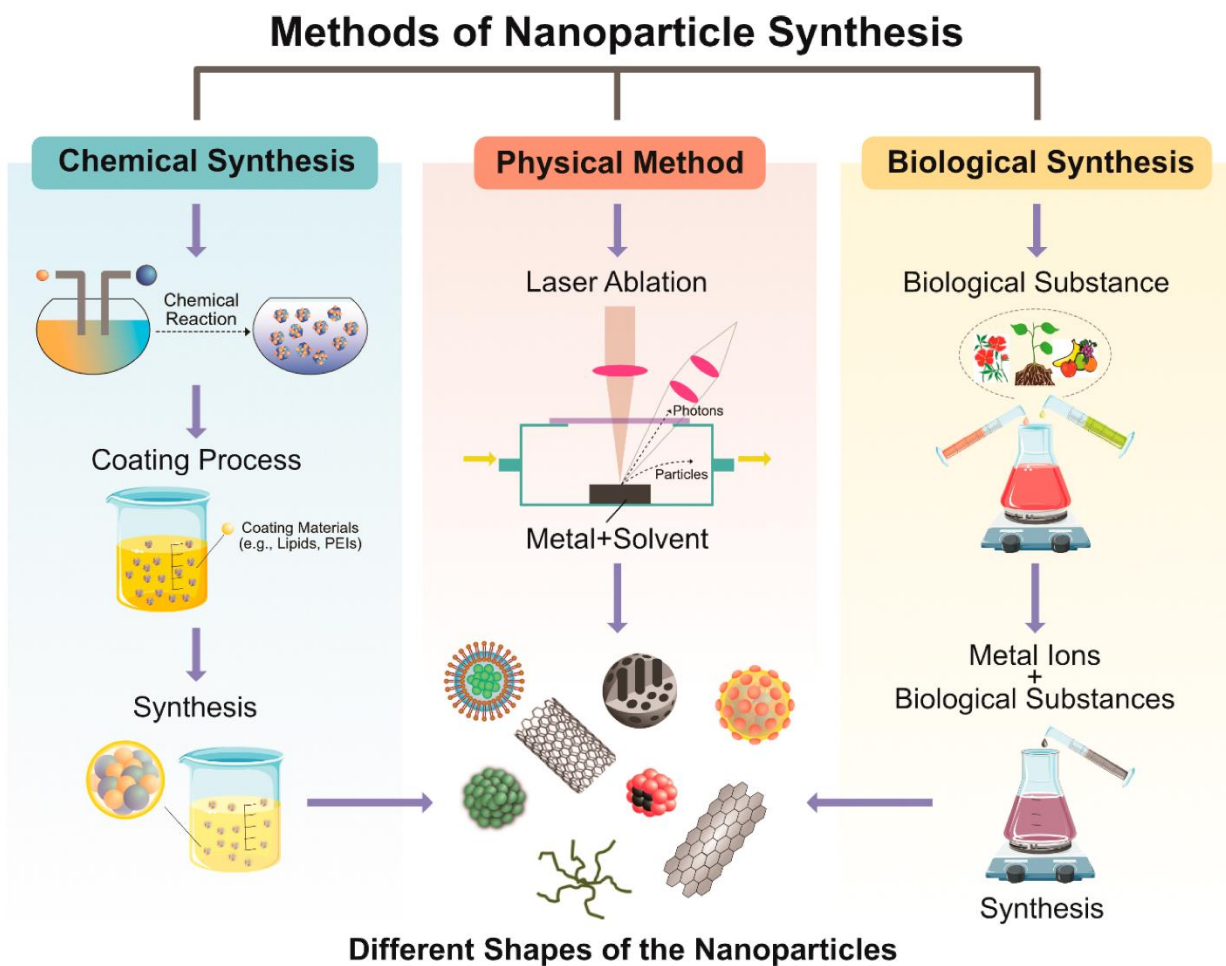 Methods of Nanoparticle Synthesis
Chemical Synthesis
Chemical
Reaction
Coating Process
Coating Materials
(e.g., Lipids, PEIs)
Synthesis
Physical Method
Laser Ablation
Photons
Particles
Metal+Solvent
Biological Synthesis
Biological Substance
Metal Ions
+
Biological Substances
Synthesis
Different Shapes of the Nanoparticles